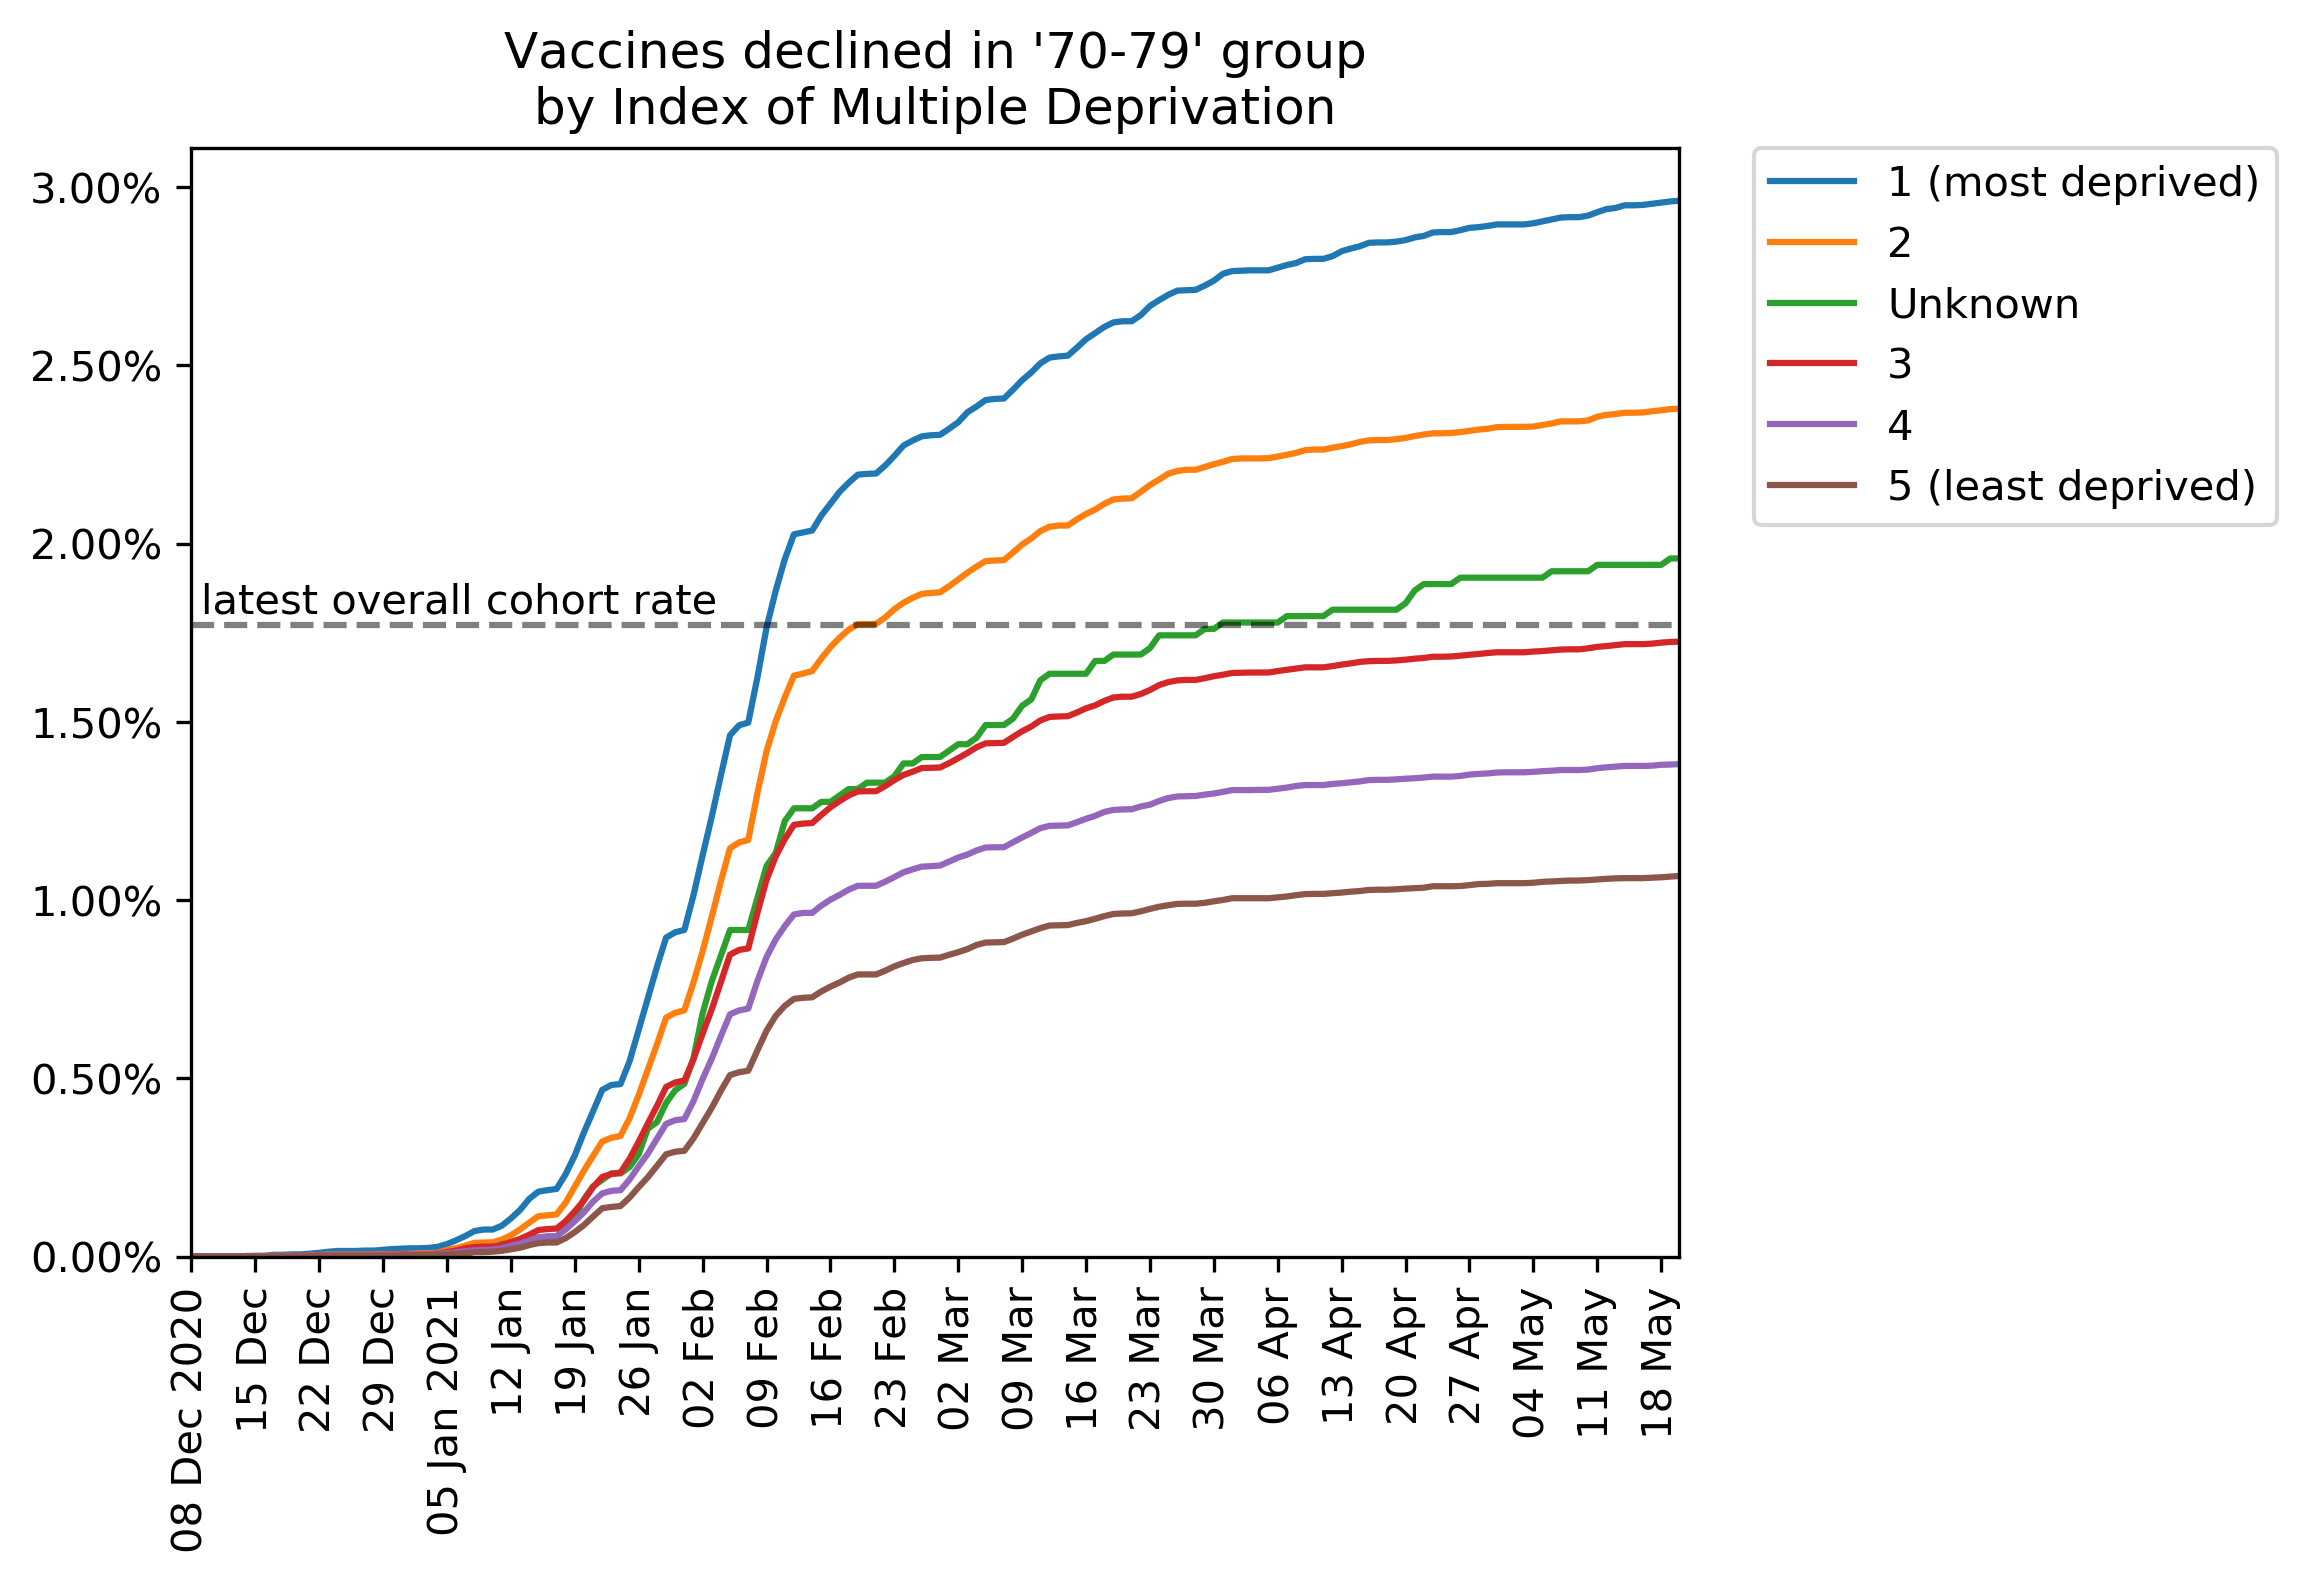 Vaccines declined in '70-79' group
by Index of Multiple Deprivation
3.00%
2.50%
2.00%
1.50%
1.00%
0.50%
0.00%
latest overall cohort rate
08 Dec 2020
15 Dec
22 Dec
29 Dec
05 Jan 2021
12 Jan
19 Jan
26 Jan
02 Feb
09 Feb
16 Feb
23 Feb
02 Mar
09 Mar
16 Mar
23 Mar
30 Mar
06 Apr
13 Apr
20 Apr
27 Apr
04 May
11 May
18 May
1 (most deprived)
2
Unknown
3
4
5 (least deprived)